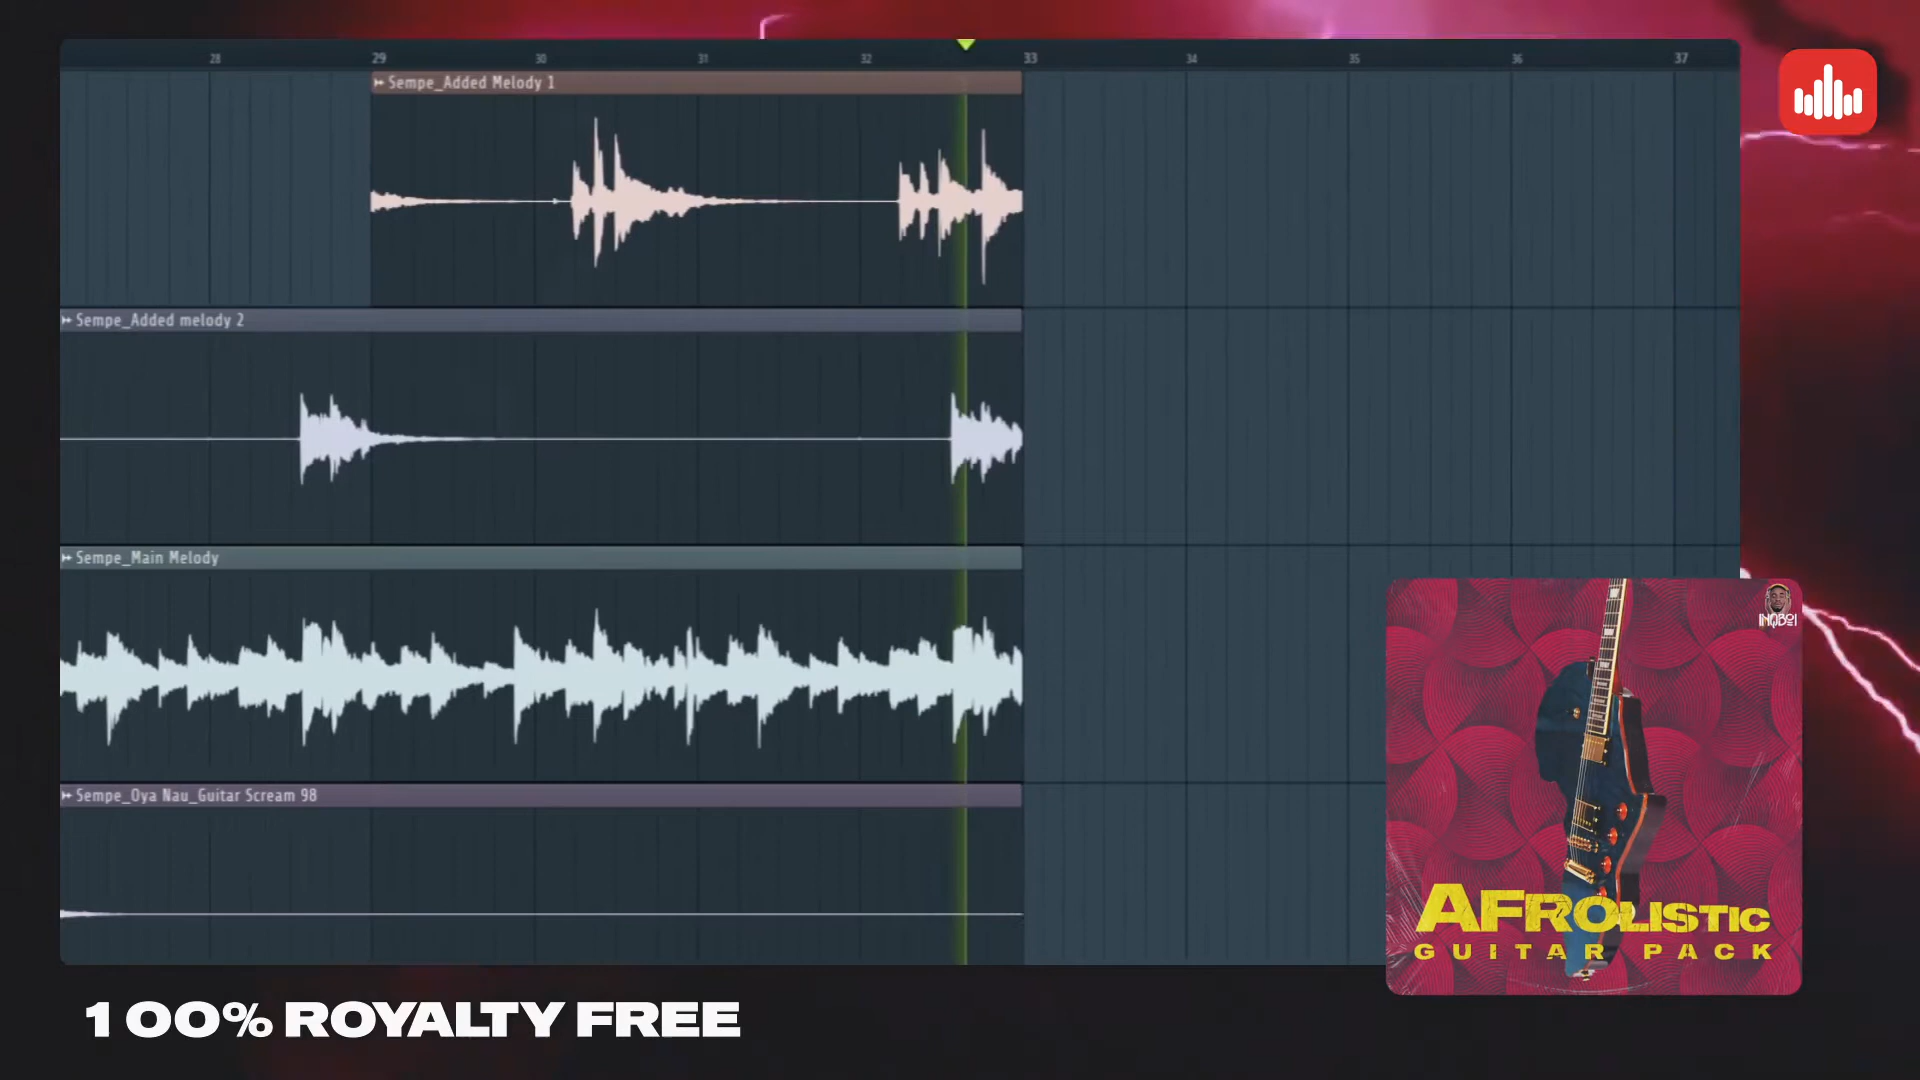 28 29 30 31 32 33 34 35 36 37
Sempe_Added Melody 1
Sempe_Added melody 2
Sempe_Main Melody
Sempe_Oya Nau_Guitar Scream 98
INQBOI
AFROLISTIC
GUITAR PACK
100% ROYALTY FREE